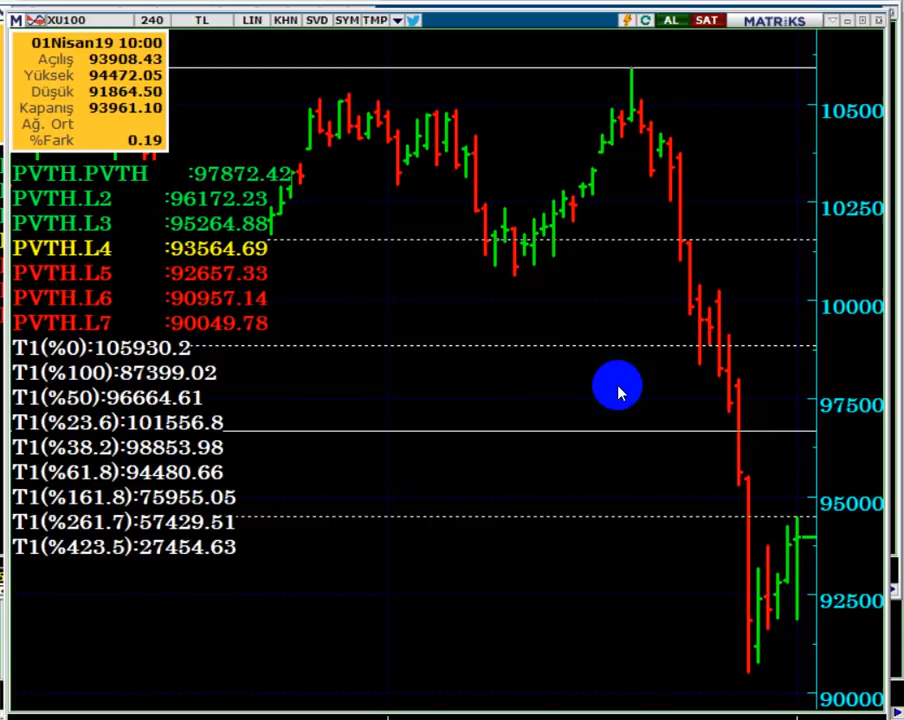 XU100 240 TL LIN KHN SVD SYM TMP AL SAT MATRİKS
01Nisan19 10:00
Açılış 93908.43
Yüksek 94472.05
Düşük 91864.50
Kapanış 93961.10
Ağ. Ort
%Fark 0.19
PVTH.PVTH :97872.42
PVTH.L2 :96172.23
PVTH.L3 :95264.88
PVTH.L4 :93564.69
PVTH.L5 :92657.33
PVTH.L6 :90957.14
PVTH.L7 :90049.78
T1(%0):105930.2
T1(%100):87399.02
T1(%50):96664.61
T1(%23.6):101556.8
T1(%38.2):98853.98
T1(%61.8):94480.66
T1(%161.8):75955.05
T1(%261.7):57429.51
T1(%423.5):27454.63
10500
10250
10000
97500
95000
92500
90000